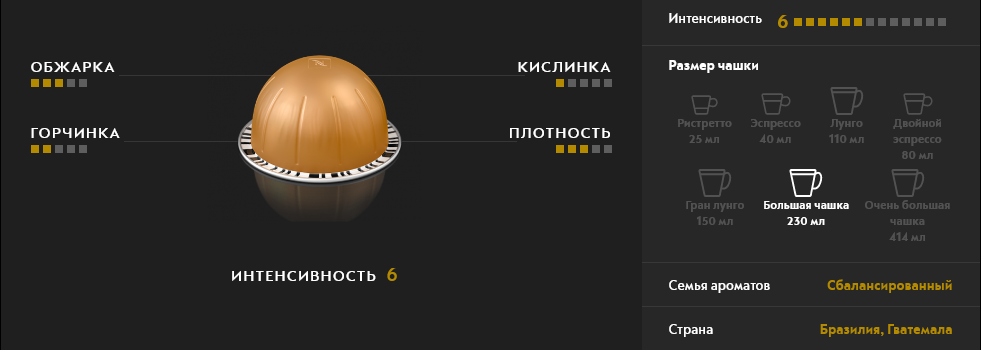 ОБЖАРКА
КИСЛИНКА
ГОРЧИНКА
ПЛОТНОСТЬ
ИНТЕНСИВНОСТЬ 6
Интенсивность 6
Размер чашки
Ристретто
25 мл
Эспрессо
40 мл
Лунго
110 мл
Двойной
эспрессо
80 мл
Гран лунго
150 мл
Большая чашка
230 мл
Очень большая
чашка
414 мл
Семья ароматов Сбалансированный
Страна Бразилия, Гватемала